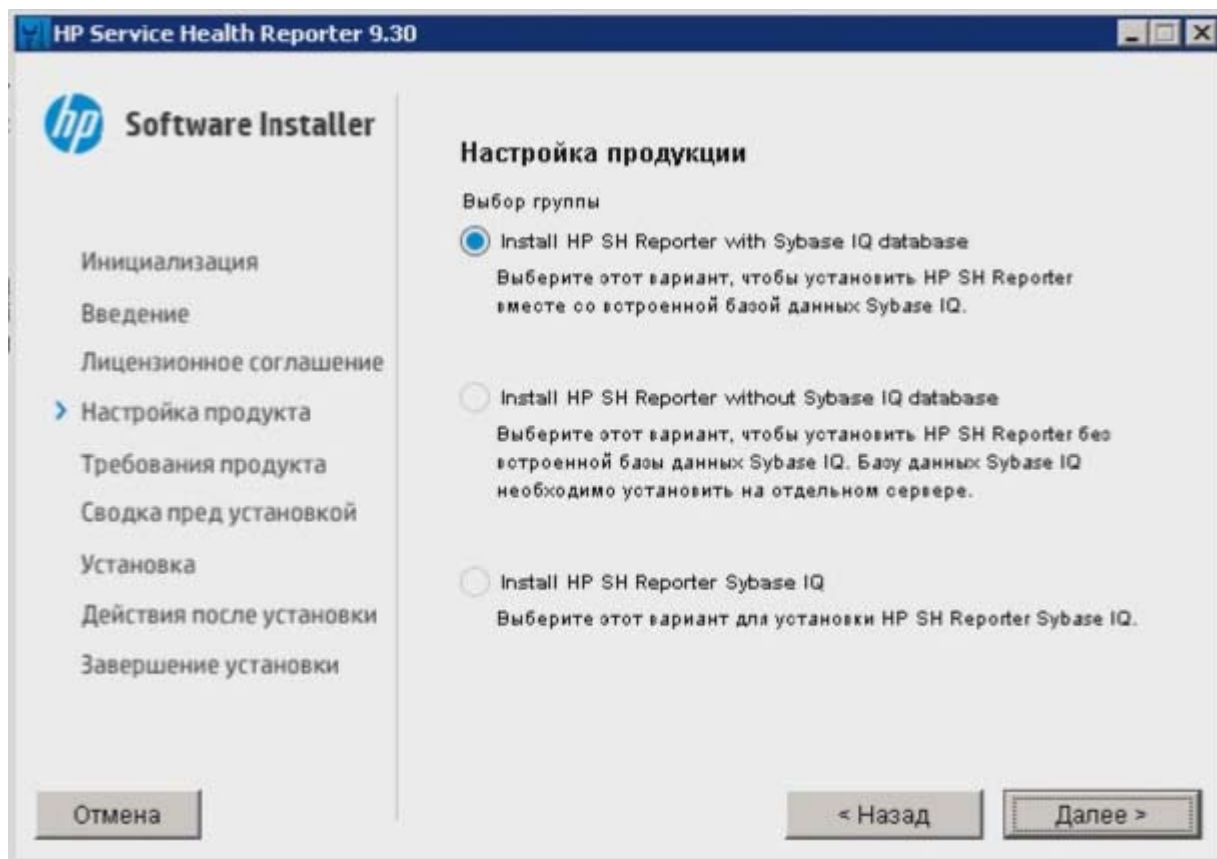 HP Service Health Reporter 9.30
hp Software Installer
Инициализация
Введение
Лицензионное соглашение
Настройка продукта
Требования продукта
Сводка пред установкой
Установка
Действия после установки
Завершение установки
Настройка продукции
Выбор группы
Install HP SH Reporter with Sybase IQ database
Выберите этот вариант, чтобы установить HP SH Reporter
вместе со встроенной базой данных Sybase IQ.
Install HP SH Reporter without Sybase IQ database
Выберите этот вариант, чтобы установить HP SH Reporter без
встроенной базы данных Sybase IQ. Базу данных Sybase IQ
необходимо установить на отдельном сервере.
Install HP SH Reporter Sybase IQ
Выберите этот вариант для установки HP SH Reporter Sybase IQ.
Отмена
< Назад
Далее >